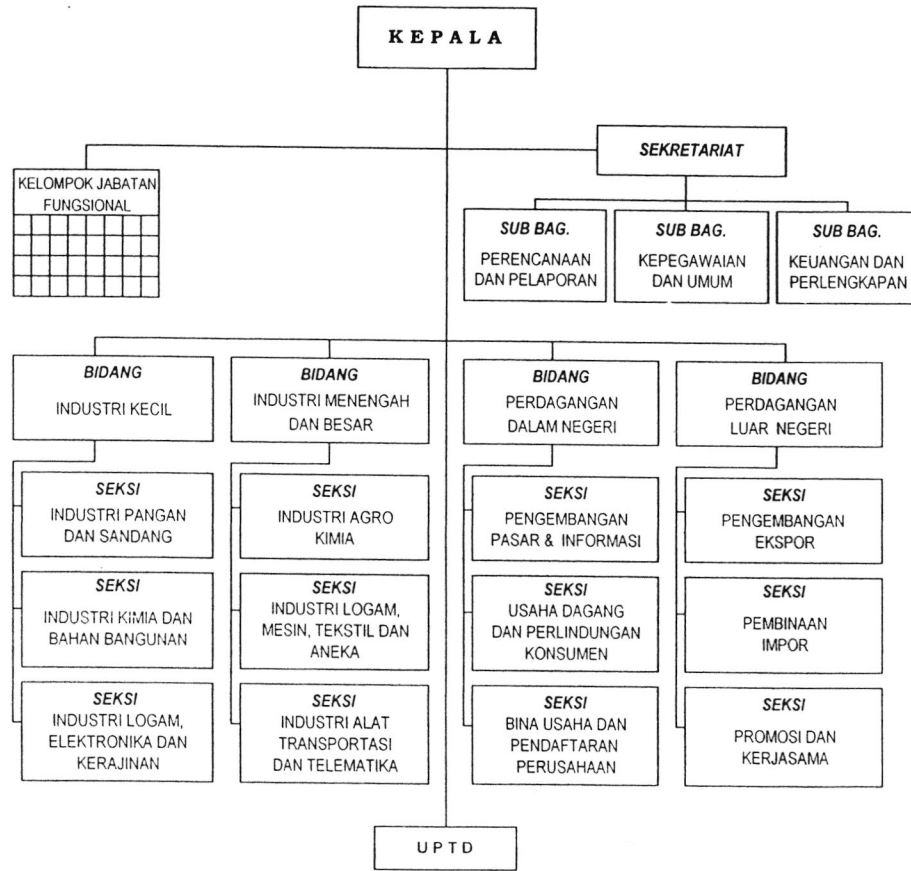 KEPALA
SEKRETARIAT
KELOMPOK JABATAN
FUNGSIONAL
SUB BAG.
PERENCANAAN
DAN PELAPORAN
SUB BAG.
KEPEGAWAIAN
DAN UMUM
SUB BAG.
KEUANGAN DAN
PERLENGKAPAN
BIDANG
INDUSTRI KECIL
BIDANG
INDUSTRI MENENGAH
DAN BESAR
BIDANG
PERDAGANGAN
DALAM NEGERI
BIDANG
PERDAGANGAN
LUAR NEGERI
SEKSI
INDUSTRI PANGAN
DAN SANDANG
SEKSI
INDUSTRI AGRO
KIMIA
SEKSI
PENGEMBANGAN
PASAR & INFORMASI
SEKSI
PENGEMBANGAN
EKSPOR
SEKSI
INDUSTRI KIMIA DAN
BAHAN BANGUNAN
SEKSI
INDUSTRI LOGAM,
MESIN, TEKSTIL DAN
ANEKA
SEKSI
USAHA DAGANG
DAN PERLINDUNGAN
KONSUMEN
SEKSI
PEMBINAAN
IMPOR
SEKSI
INDUSTRI LOGAM,
ELEKTRONIKA DAN
KERAJINAN
SEKSI
INDUSTRI ALAT
TRANSPORTASI
DAN TELEMATIKA
SEKSI
BINA USAHA DAN
PENDAFTARAN
PERUSAHAAN
SEKSI
PROMOSI DAN
KERJASAMA
UPTD